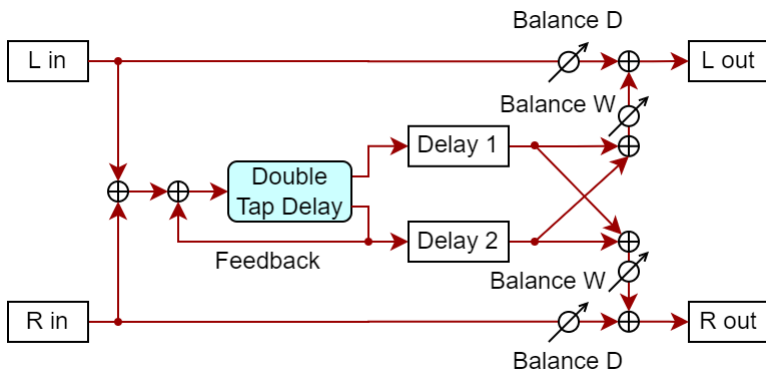 Balance D
L in
L out
Balance W
Delay 1
Double
Tap Delay
Delay 2
Feedback
Balance W
R in
R out
Balance D